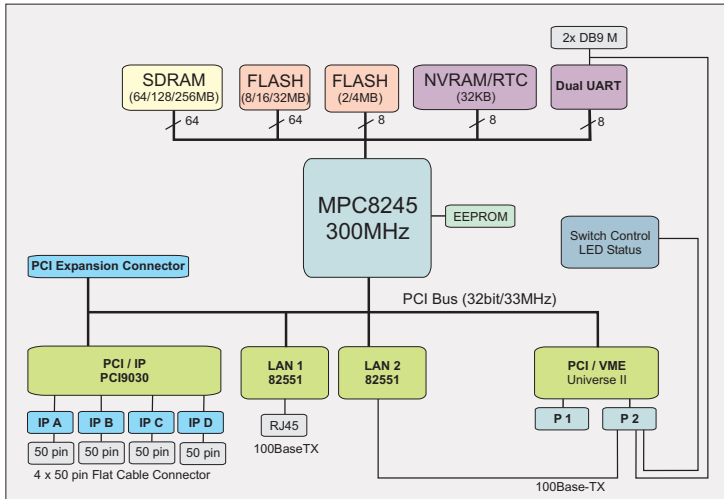 2x DB9 M
SDRAM
(64/128/256MB)
FLASH
(8/16/32MB)
FLASH
(2/4MB)
NVRAM/RTC
(32KB)
Dual UART
64
64
8
8
8
MPC8245
300MHz
EEPROM
Switch Control
LED Status
PCI Expansion Connector
PCI Bus (32bit/33MHz)
PCI / IP
PCI9030
LAN 1
82551
LAN 2
82551
PCI / VME
Universe II
IP A
IP B
IP C
IP D
RJ45
P 1
P 2
50 pin
50 pin
50 pin
50 pin
100BaseTX
4 x 50 pin Flat Cable Connector
100Base-TX